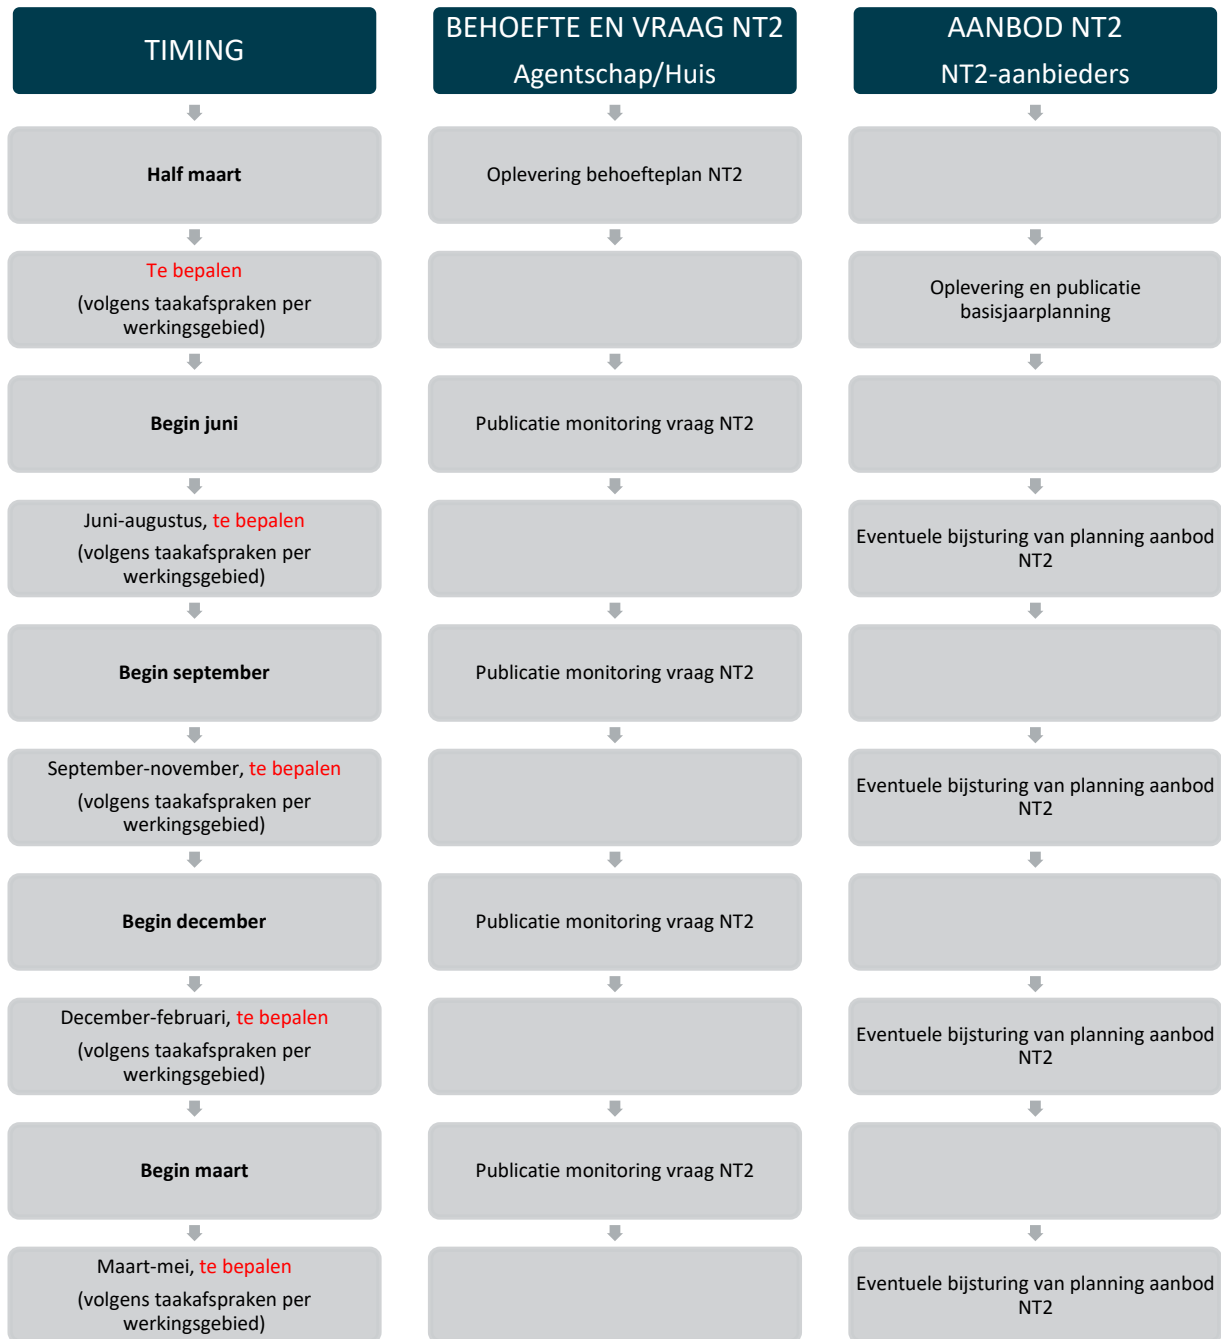 TIMING
BEHOEFTE EN VRAAG NT2
Agentschap/Huis
AANBOD NT2
NT2-aanbieders
Half maart
Oplevering behoefteplan NT2
Te bepalen
(volgens taakafspraken per
werkingsgebied)
Oplevering en publicatie
basisjaarplanning
Begin juni
Publicatie monitoring vraag NT2
Juni-augustus, te bepalen
(volgens taakafspraken per
werkingsgebied)
Eventuele bijsturing van planning aanbod
NT2
Begin september
Publicatie monitoring vraag NT2
September-november, te bepalen
(volgens taakafspraken per
werkingsgebied)
Eventuele bijsturing van planning aanbod
NT2
Begin december
Publicatie monitoring vraag NT2
December-februari, te bepalen
(volgens taakafspraken per
werkingsgebied)
Eventuele bijsturing van planning aanbod
NT2
Begin maart
Publicatie monitoring vraag NT2
Maart-mei, te bepalen
(volgens taakafspraken per
werkingsgebied)
Eventuele bijsturing van planning aanbod
NT2